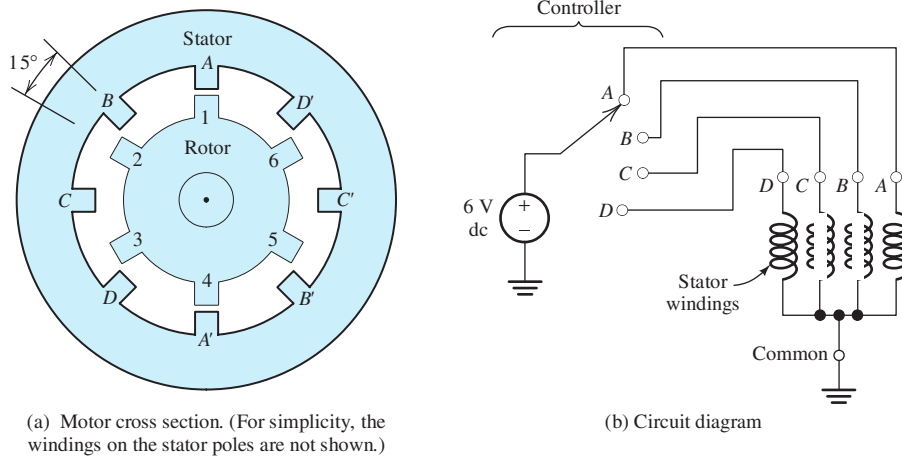 Controller
Stator
15°
A
B
D'
1
2
6
Rotor
C
C'
3
5
4
D
B'
A'
A
B
C
D
6 V
dc
+
−
D
C
B
A
Stator
windings
Common
(a) Motor cross section. (For simplicity, the
windings on the stator poles are not shown.)
(b) Circuit diagram